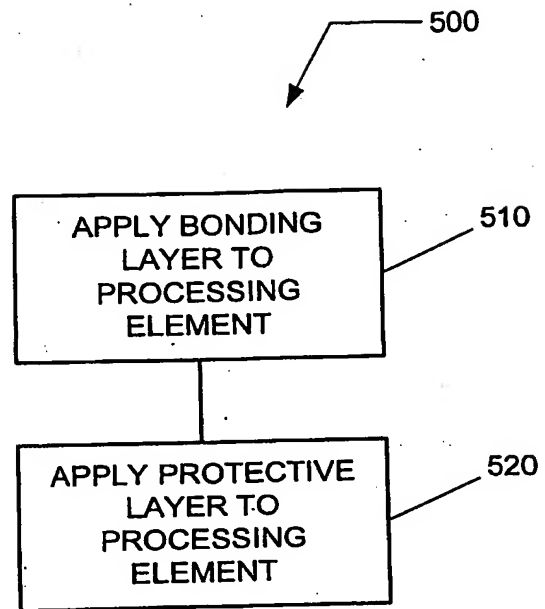 500
APPLY BONDING
LAYER TO
PROCESSING
ELEMENT
510
APPLY PROTECTIVE
LAYER TO
PROCESSING
ELEMENT
520